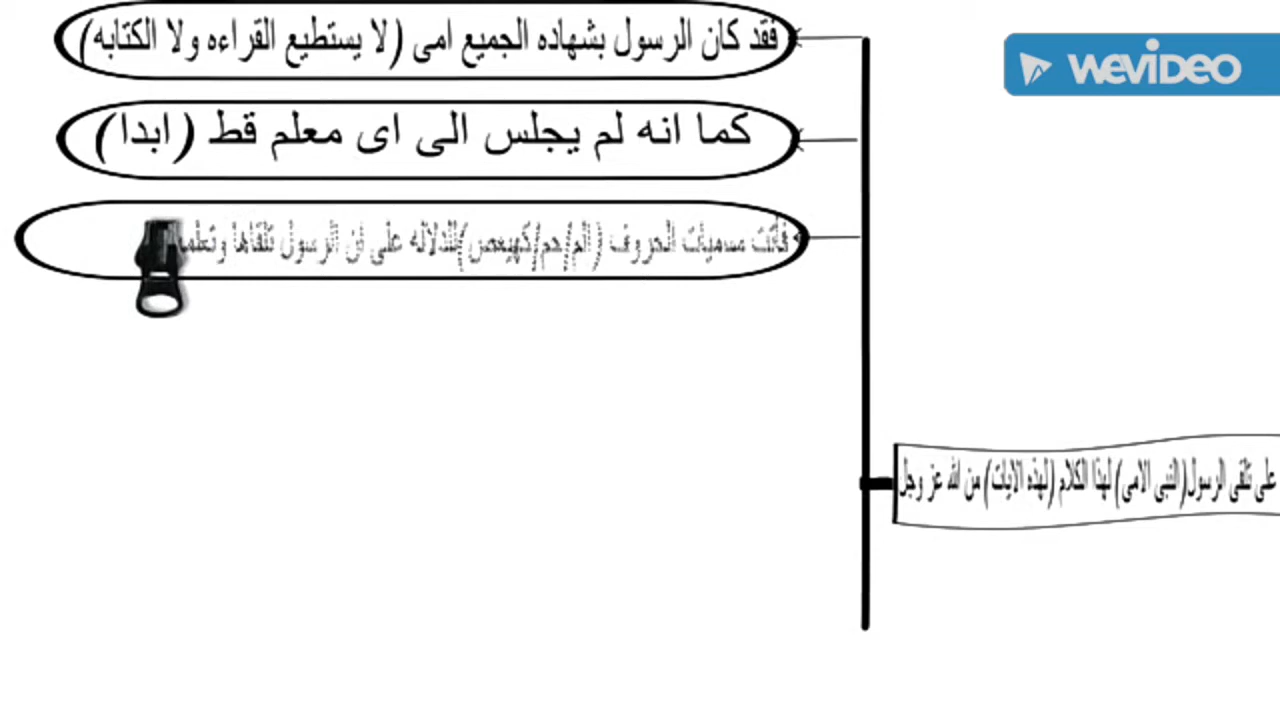 فقد كان الرسول بشهاده الجميع امى (لا يستطيع القراءه ولا الكتابه)
WEVIDEO
كما انه لم يجلس الى اى معلم قط (ابدا)
فأتت مسميات الحروف (الم/حم/كهيعص)للدلاله على ان الرسول تلقاها وتعلم
على تلقى الرسول(النبى الامى)لهذا الكلام (لهذه الايات)من الله عز وجل